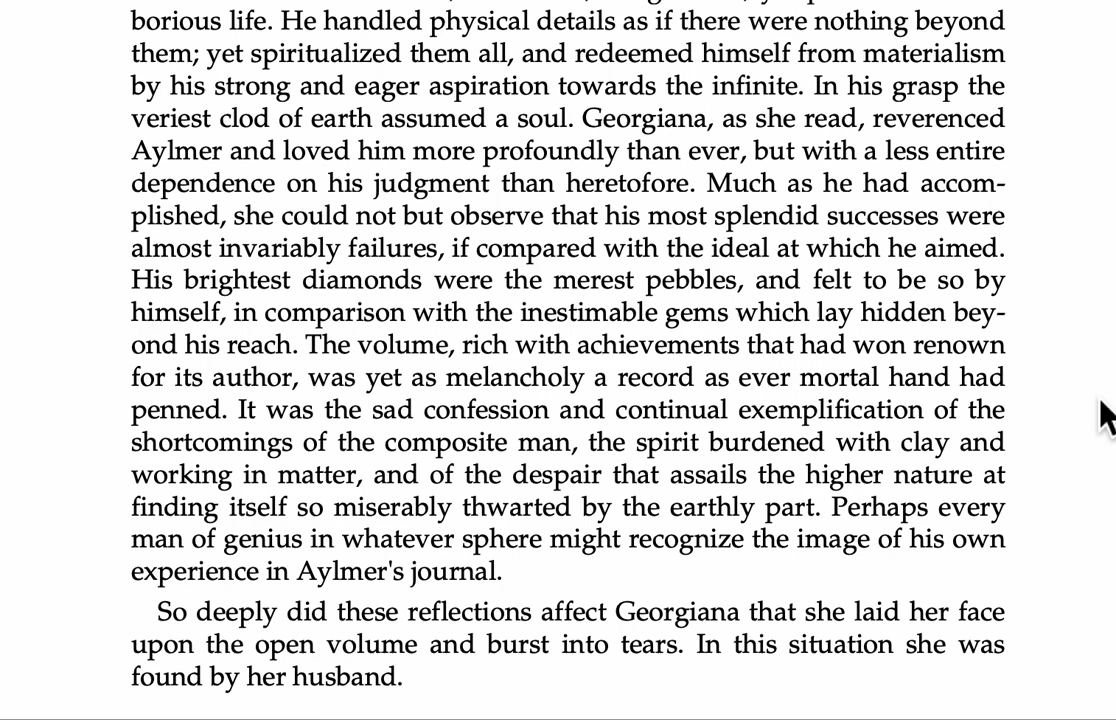 borious life. He handled physical details as if there were nothing beyond
them; yet spiritualized them all, and redeemed himself from materialism
by his strong and eager aspiration towards the infinite. In his grasp the
veriest clod of earth assumed a soul. Georgiana, as she read, reverenced
Aylmer and loved him more profoundly than ever, but with a less entire
dependence on his judgment than heretofore. Much as he had accom-
plished, she could not but observe that his most splendid successes were
almost invariably failures, if compared with the ideal at which he aimed.
His brightest diamonds were the merest pebbles, and felt to be so by
himself, in comparison with the inestimable gems which lay hidden bey-
ond his reach. The volume, rich with achievements that had won renown
for its author, was yet as melancholy a record as ever mortal hand had
penned. It was the sad confession and continual exemplification of the
shortcomings of the composite man, the spirit burdened with clay and
working in matter, and of the despair that assails the higher nature at
finding itself so miserably thwarted by the earthly part. Perhaps every
man of genius in whatever sphere might recognize the image of his own
experience in Aylmer's journal.
So deeply did these reflections affect Georgiana that she laid her face
upon the open volume and burst into tears. In this situation she was
found by her husband.